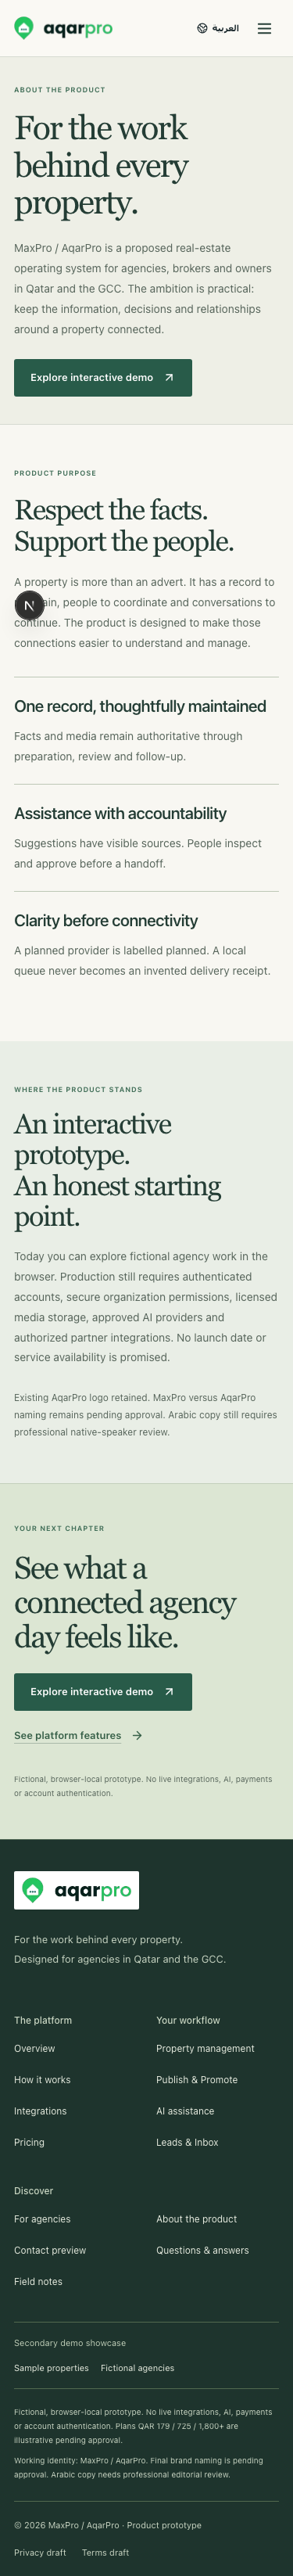 aqarpro
العربية
ABOUT THE PRODUCT
For the work
behind every
property.
MaxPro / AqarPro is a proposed real-estate
operating system for agencies, brokers and owners
in Qatar and the GCC. The ambition is practical:
keep the information, decisions and relationships
around a property connected.
Explore interactive demo
PRODUCT PURPOSE
Respect the facts.
Support the people.
A property is more than an advert. It has a record to
N
people to coordinate and conversations to
continue. The product is designed to make those
connections easier to understand and manage.
One record, thoughtfully maintained
Facts and media remain authoritative through
preparation, review and follow-up.
Assistance with accountability
Suggestions have visible sources. People inspect
and approve before a handoff.
Clarity before connectivity
A planned provider is labelled planned. A local
queue never becomes an invented delivery receipt.
WHERE THE PRODUCT STANDS
An interactive
prototype.
An honest starting
point.
Today you can explore fictional agency work in the
browser. Production still requires authenticated
accounts, secure organization permissions, licensed
media storage, approved AI providers and
authorized partner integrations. No launch date or
service availability is promised.
Existing AqarPro logo retained. MaxPro versus AqarPro
naming remains pending approval. Arabic copy still requires
professional native-speaker review.
YOUR NEXT CHAPTER
See what a
connected agency
day feels like.
Explore interactive demo
See platform features
Fictional, browser-local prototype. No live integrations, AI, payments
or account authentication.
aqarpro
For the work behind every property.
Designed for agencies in Qatar and the GCC.
The platform
Overview
How it works
Integrations
Pricing
Your workflow
Property management
Publish & Promote
AI assistance
Leads & Inbox
Discover
For agencies
About the product
Contact preview
Questions & answers
Field notes
Secondary demo showcase
Sample properties Fictional agencies
Fictional, browser-local prototype. No live integrations, AI, payments
or account authentication. Plans QAR 179 / 725 / 1,800+ are
illustrative pending approval.
Working identity: MaxPro / AqarPro. Final brand naming is pending
approval. Arabic copy needs professional editorial review.
© 2026 MaxPro / AqarPro · Product prototype
Privacy draft Terms draft